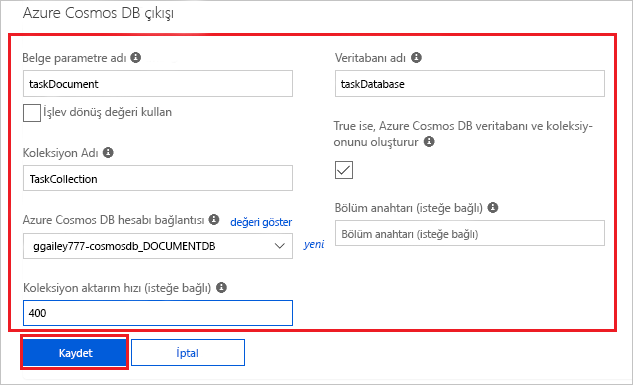 Azure Cosmos DB çıkışı
Belge parametre adı
taskDocument
İşlev dönüş değeri kullan
Koleksiyon Adı
TaskCollection
Azure Cosmos DB hesabı bağlantısı değeri göster
ggailey777-cosmosdb_DOCUMENTDB
yeni
Koleksiyon aktarım hızı (isteğe bağlı)
400
Veritabanı adı
taskDatabase
True ise, Azure Cosmos DB veritabanı ve koleksiy-
onunu oluşturur
Bölüm anahtarı (isteğe bağlı)
Bölüm anahtarı (isteğe bağlı)
Kaydet
İptal